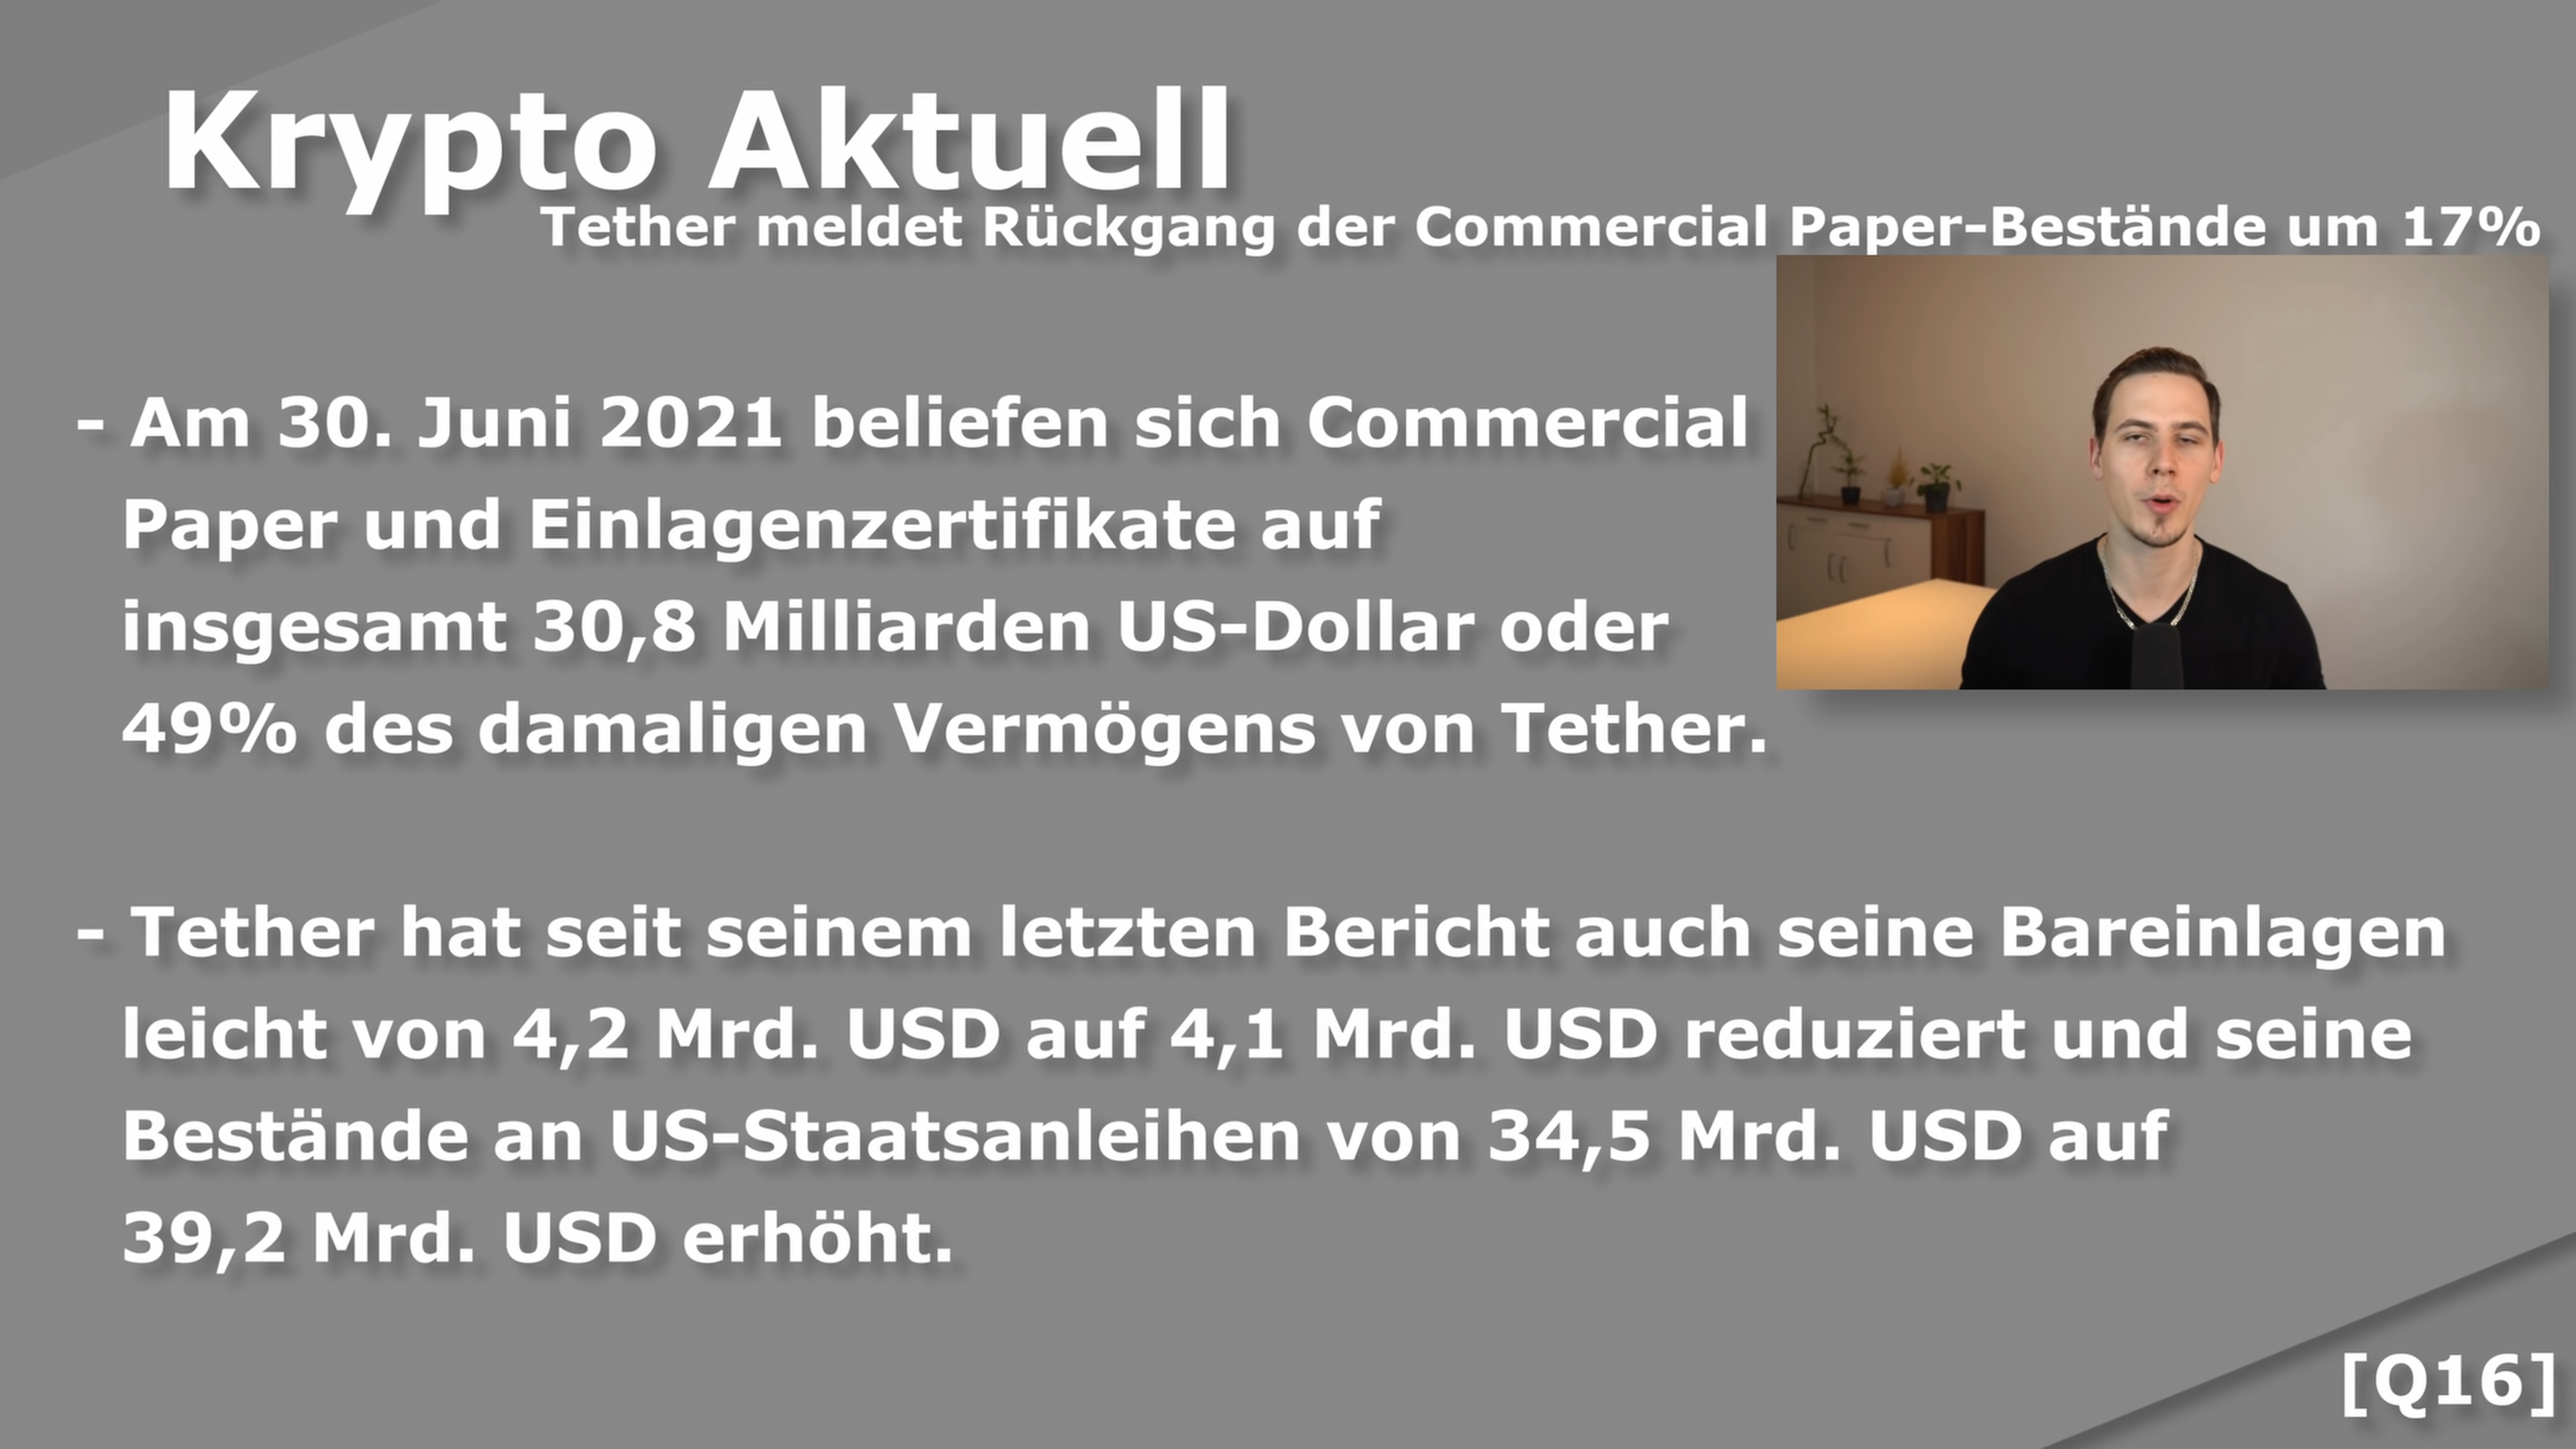 Krypto Aktuell
Tether meldet Rückgang der Commercial Paper-Bestände um 17%
- Am 30. Juni 2021 beliefen sich Commercial
Paper und Einlagenzertifikate auf
insgesamt 30,8 Milliarden US-Dollar oder
49% des damaligen Vermögens von Tether.
- Tether hat seit seinem letzten Bericht auch seine Bareinlagen
leicht von 4,2 Mrd. USD auf 4,1 Mrd. USD reduziert und seine
Bestände an US-Staatsanleihen von 34,5 Mrd. USD auf
39,2 Mrd. USD erhöht.
[Q16]